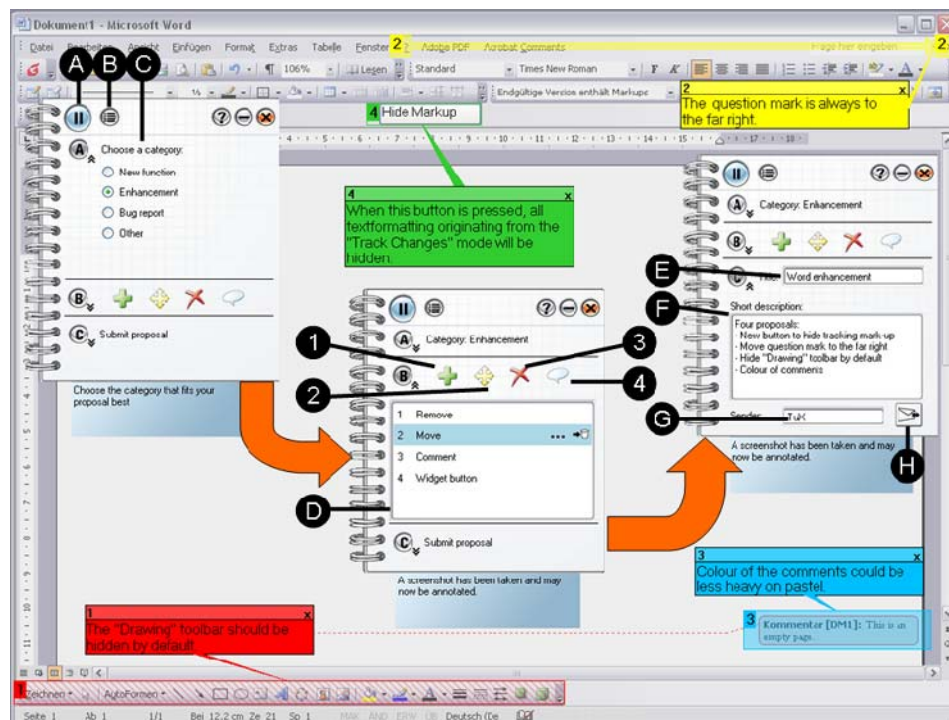 Dokument1 - Microsoft Word
Datei Bearbeiten Ansicht Einfügen Format Extras Tabelle Fenster ? Adobe PDF Acrobat Comments Frage hier eingeben
2
2
106% Lesen Standard Times New Roman F K
Endgültige Version enthält Markups
A
B
C
4 Hide Markup
2 x
The question mark is always to
the far right.
A Choose a category:
New function
Enhancement
Bug report
Other
B
C Submit proposal
Choose the category that fits your
proposal best
4 x
When this button is pressed, all
textformatting originating from the
"Track Changes" mode will be
hidden.
A Category: Enhancement
B
1
2
3
4
1 Remove
2 Move
3 Comment
4 Widget button
D
C Submit proposal
A screenshot has been taken and may
now be annotated.
A Category: Enhancement
B
E
C Title: Word enhancement
F
Short description:
Four proposals:
- New button to hide tracking mark-up
- Move question mark to the far right
- Hide "Drawing" toolbar by default
- Colour of comments
G
Sender: TuX
H
A screenshot has been taken and may
now be annotated.
3 x
Colour of the comments could be
less heavy on pastel.
3 Kommentar [DM1]: This is an
empty page.
1 x
The "Drawing" toolbar should be
hidden by default.
1 Zeichnen AutoFormen
Seite 1 Ab 1 1/1 Bei 12,2 cm Ze 21 Sp 1 MAK ÄND ERW ÜB Deutsch (De